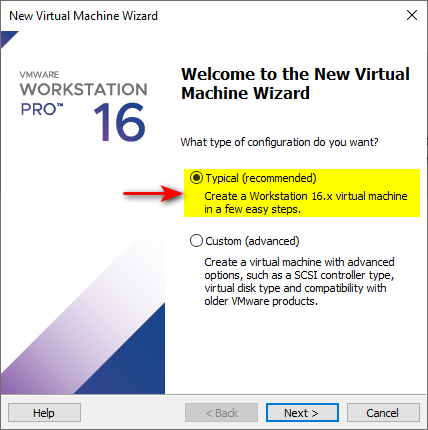 New Virtual Machine Wizard
VMWARE
WORKSTATION
PRO™ 16
Welcome to the New Virtual
Machine Wizard
What type of configuration do you want?
Typical (recommended)
Create a Workstation 16.x virtual machine
in a few easy steps.
Custom (advanced)
Create a virtual machine with advanced
options, such as a SCSI controller type,
virtual disk type and compatibility with
older VMware products.
Help < Back Next > Cancel